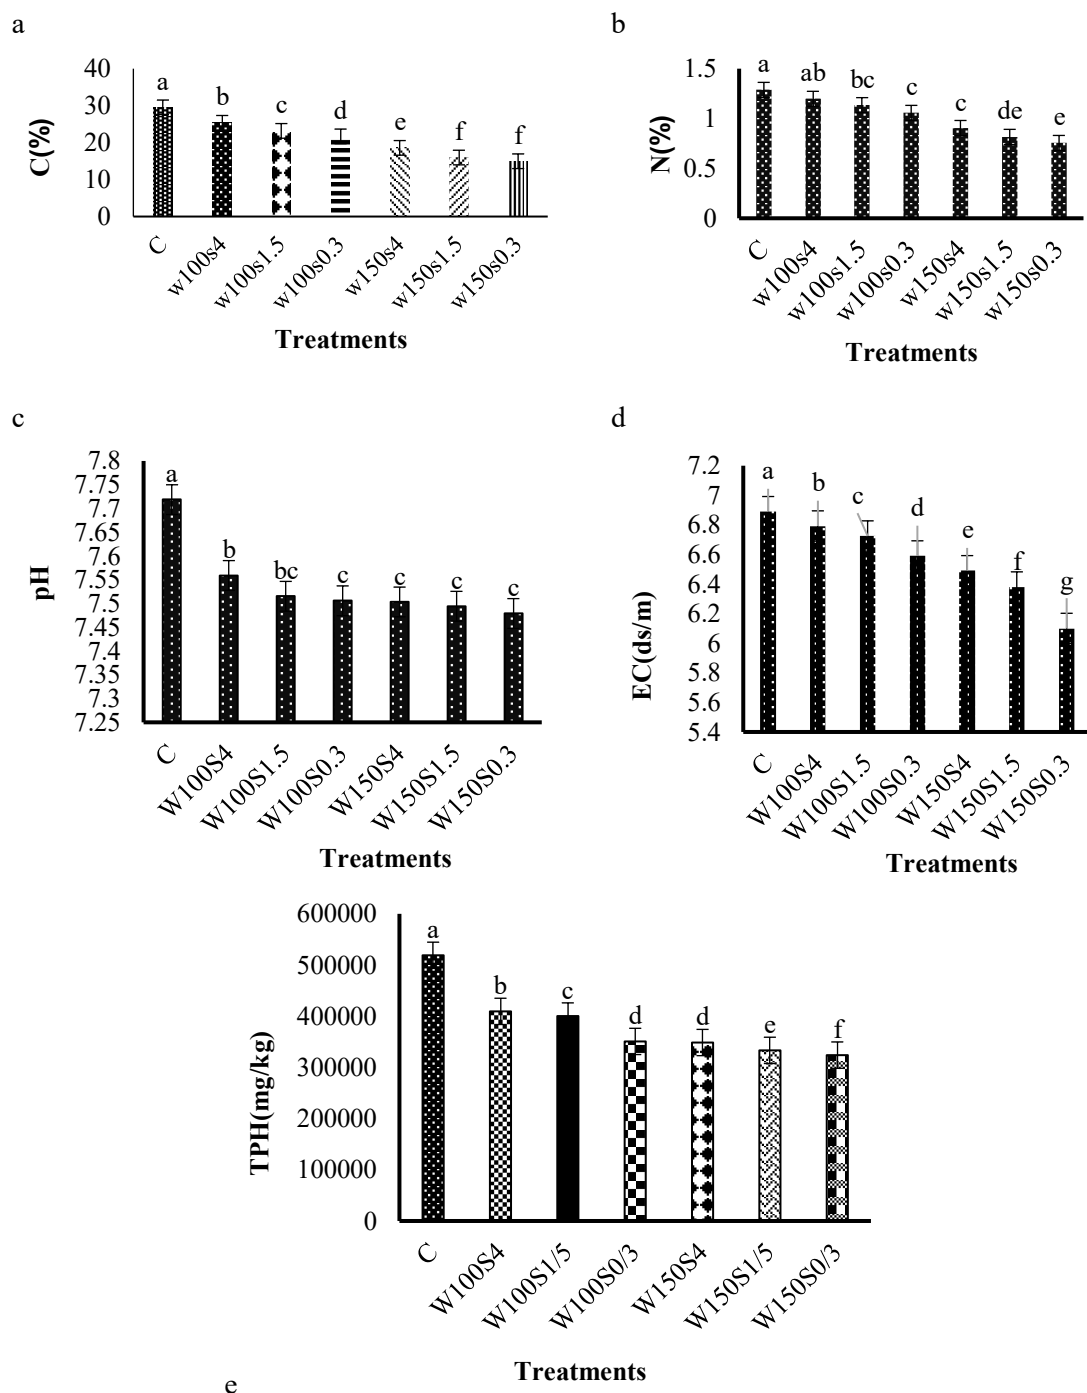 a
C(%)
40
30
20
10
0
a
b
c
d
e
f
f
C
w100s4
w100s1.5
w100s0.3
w150s4
w150s1.5
w150s0.3
Treatments
b
N(%)
1.5
1
0.5
0
a
ab
bc
c
c
de
e
C
w100s4
w100s1.5
w100s0.3
w150s4
w150s1.5
w150s0.3
Treatments
c
pH
7.8
7.75
7.7
7.65
7.6
7.55
7.5
7.45
7.4
7.35
7.3
7.25
a
b
bc
c
c
c
c
C
W100S4
W100S1.5
W100S0.3
W150S4
W150S1.5
W150S0.3
Treatments
d
EC(ds/m)
7.2
7
6.8
6.6
6.4
6.2
6
5.8
5.6
5.4
a
b
c
d
e
f
g
C
W100S4
W100S1.5
W100S0.3
W150S4
W150S1.5
W150S0.3
Treatments
TPH(mg/kg)
600000
500000
400000
300000
200000
100000
0
a
b
c
d
d
e
f
C
W100S4
W100S1/5
W100S0/3
W150S4
W150S1/5
W150S0/3
Treatments
e